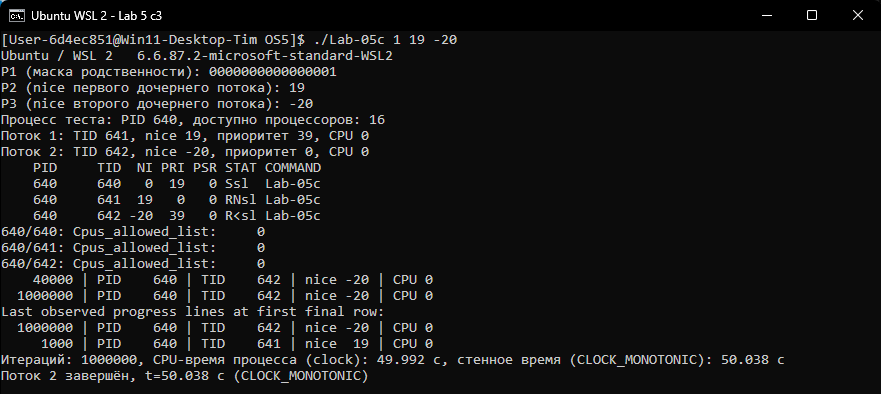 Ubuntu WSL 2 - Lab 5 c3
[User-6d4ec851@Win11-Desktop-Tim OS5]$ ./Lab-05c 1 19 -20
Ubuntu / WSL 2   6.6.87.2-microsoft-standard-WSL2
P1 (маска родственности): 0000000000000001
P2 (nice первого дочернего потока): 19
P3 (nice второго дочернего потока): -20
Процесс теста: PID 640, доступно процессоров: 16
Поток 1: TID 641, nice 19, приоритет 39, CPU 0
Поток 2: TID 642, nice -20, приоритет 0, CPU 0
    PID     TID  NI PRI PSR STAT COMMAND
    640     640   0  19   0 Ssl  Lab-05c
    640     641  19   0   0 RNsl Lab-05c
    640     642 -20  39   0 R<sl Lab-05c
640/640: Cpus_allowed_list:     0
640/641: Cpus_allowed_list:     0
640/642: Cpus_allowed_list:     0
    40000 | PID    640 | TID    642 | nice -20 | CPU 0
  1000000 | PID    640 | TID    642 | nice -20 | CPU 0
Last observed progress lines at first final row:
  1000000 | PID    640 | TID    642 | nice -20 | CPU 0
     1000 | PID    640 | TID    641 | nice  19 | CPU 0
Итераций: 1000000, CPU-время процесса (clock): 49.992 с, стенное время (CLOCK_MONOTONIC): 50.038 с
Поток 2 завершён, t=50.038 с (CLOCK_MONOTONIC)